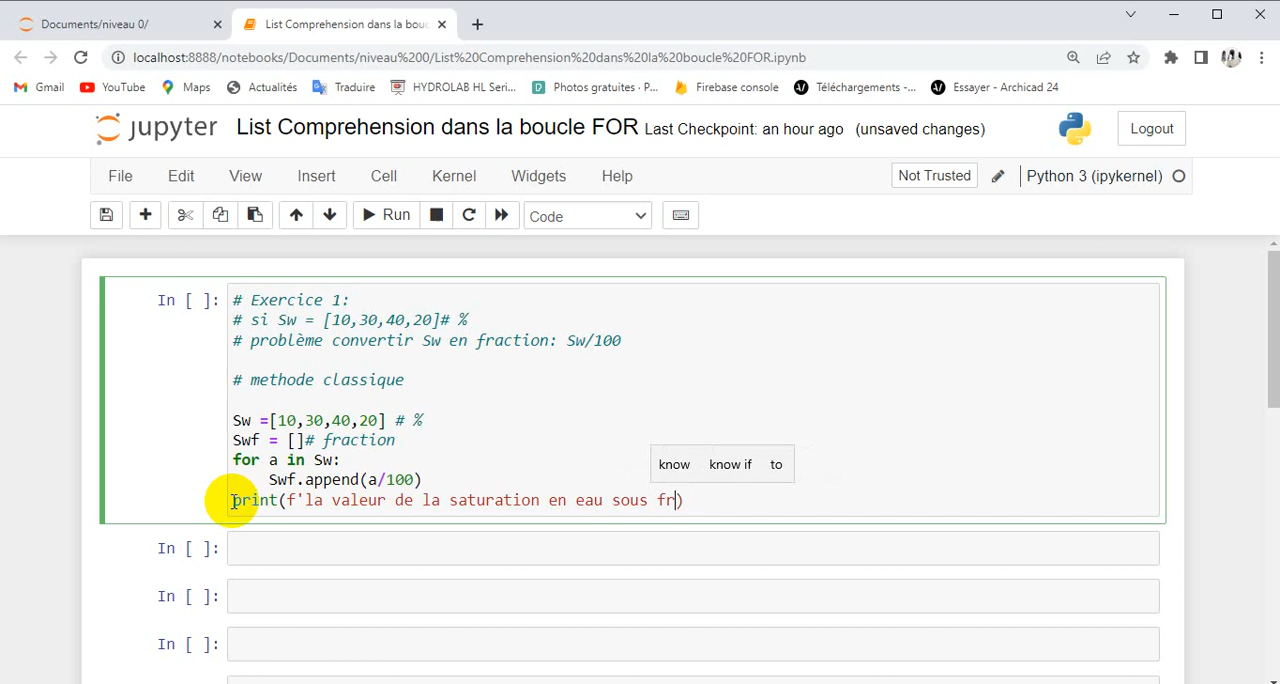 Documents/niveau 0/
List Comprehension dans la bouc
localhost:8888/notebooks/Documents/niveau%200/List%20Comprehension%20dans%20la%20boucle%20FOR.ipynb
Gmail YouTube Maps Actualités Traduire HYDROLAB HL Seri... Photos gratuites · P... Firebase console Téléchargements -... Essayer - Archicad 24
jupyter List Comprehension dans la boucle FOR Last Checkpoint: an hour ago (unsaved changes) Logout
File Edit View Insert Cell Kernel Widgets Help Not Trusted Python 3 (ipykernel)
Run Code
In [ ]: # Exercice 1:
# si Sw = [10,30,40,20]# %
# problème convertir Sw en fraction: Sw/100
# methode classique
Sw =[10,30,40,20] # %
Swf = []# fraction
for a in Sw:
Swf.append(a/100)
know know if to
print(f'la valeur de la saturation en eau sous fr)
In [ ]:
In [ ]:
In [ ]: